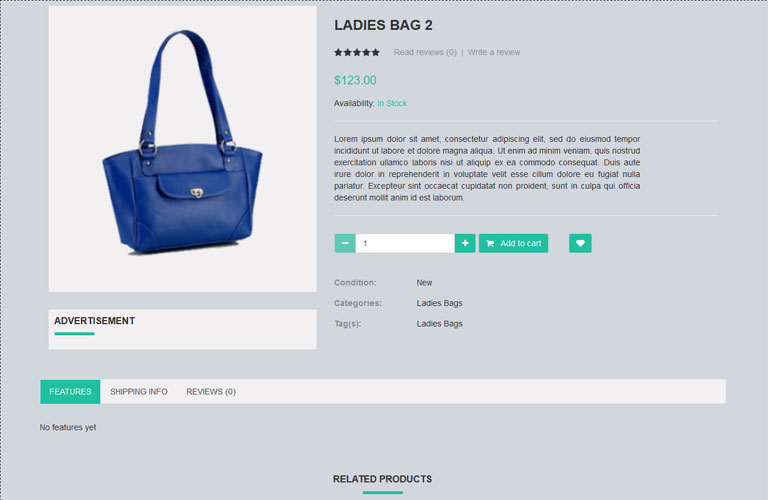 LADIES BAG 2
Read reviews (0) | Write a review
$123.00
Availability: In Stock
Lorem ipsum dolor sit amet, consectetur adipiscing elit, sed do eiusmod tempor
incididunt ut labore et dolore magna aliqua. Ut enim ad minim veniam, quis nostrud
exercitation ullamco laboris nisi ut aliquip ex ea commodo consequat. Duis aute
irure dolor in reprehenderit in voluptate velit esse cillum dolore eu fugiat nulla
pariatur. Excepteur sint occaecat cupidatat non proident, sunt in culpa qui officia
deserunt mollit anim id est laborum.
1
Add to cart
Condition: New
Categories: Ladies Bags
Tag(s): Ladies Bags
ADVERTISEMENT
FEATURES SHIPPING INFO REVIEWS (0)
No features yet
RELATED PRODUCTS